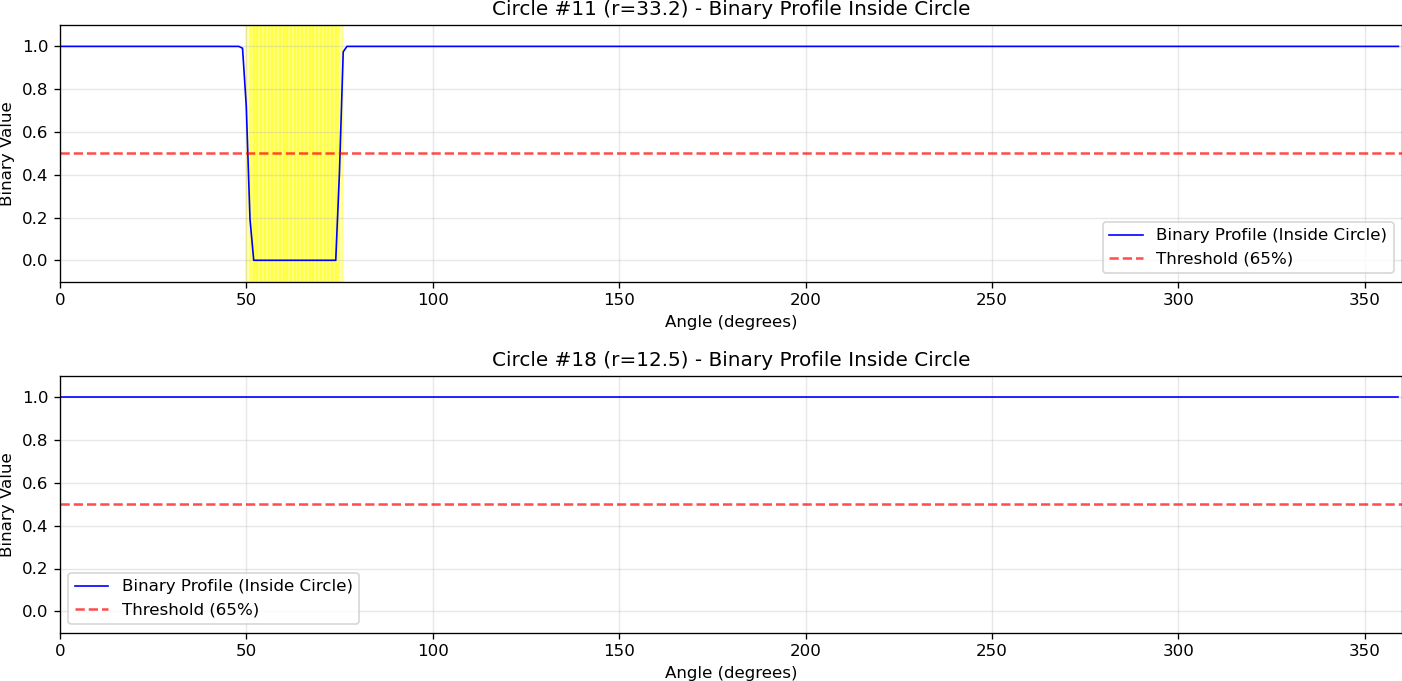 Circle #11 (r=33.2) - Binary Profile Inside Circle
Binary Value
1.0
0.8
0.6
0.4
0.2
0.0
Binary Profile (Inside Circle)
Threshold (65%)
0 50 100 150 200 250 300 350
Angle (degrees)
Circle #18 (r=12.5) - Binary Profile Inside Circle
Binary Value
1.0
0.8
0.6
0.4
0.2
0.0
Binary Profile (Inside Circle)
Threshold (65%)
0 50 100 150 200 250 300 350
Angle (degrees)